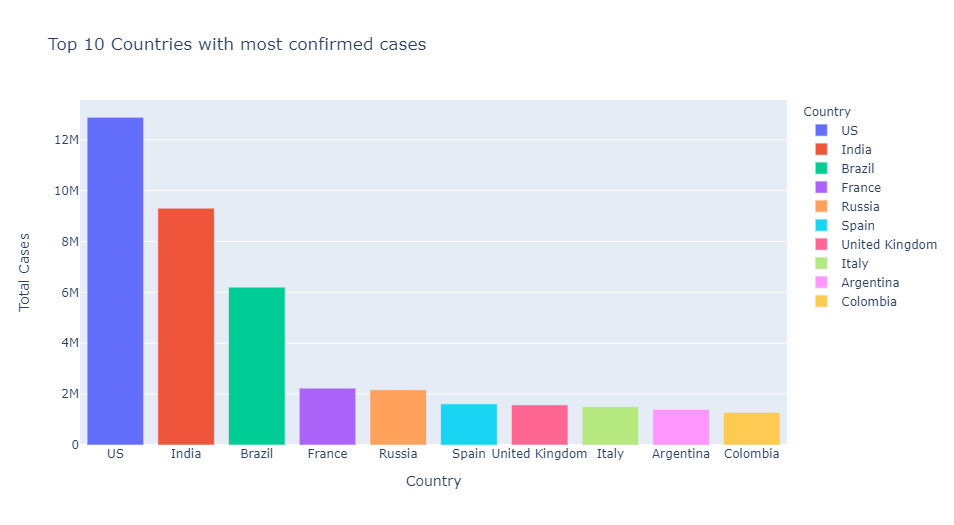 Top 10 Countries with most confirmed cases
Total Cases
12M
10M
8M
6M
4M
2M
0
US India Brazil France Russia Spain United Kingdom Italy Argentina Colombia
Country
Country
US
India
Brazil
France
Russia
Spain
United Kingdom
Italy
Argentina
Colombia